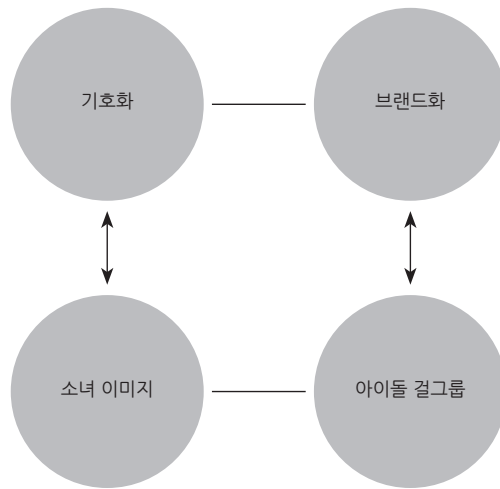 기호화
브랜드화
소녀 이미지
아이돌 걸그룹